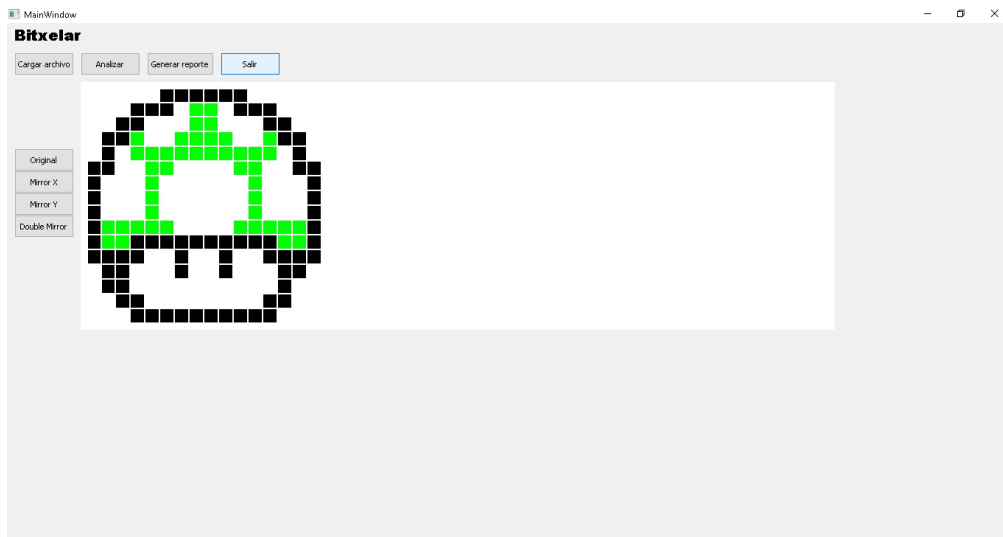 MainWindow
Bitxelar
Cargar archivo Analizar Generar reporte Salir
Original
Mirror X
Mirror Y
Double Mirror